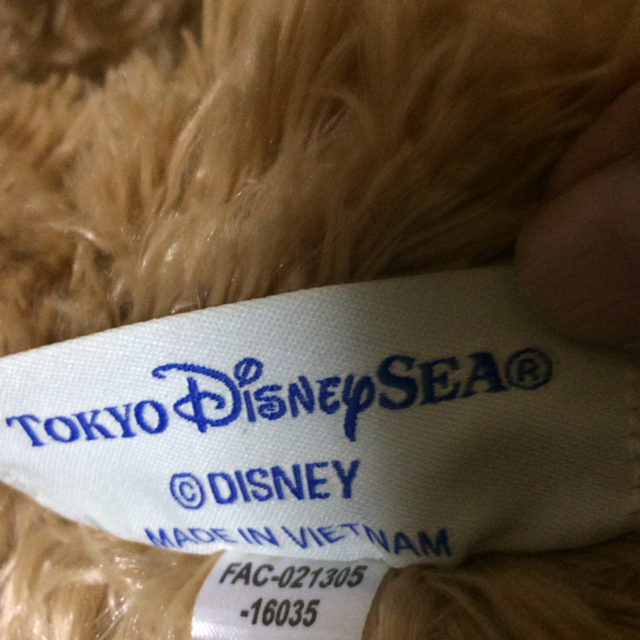 TOKYO DISNEYSEA®
©DISNEY
MADE IN VIETNAM
FAC-021305
-16035